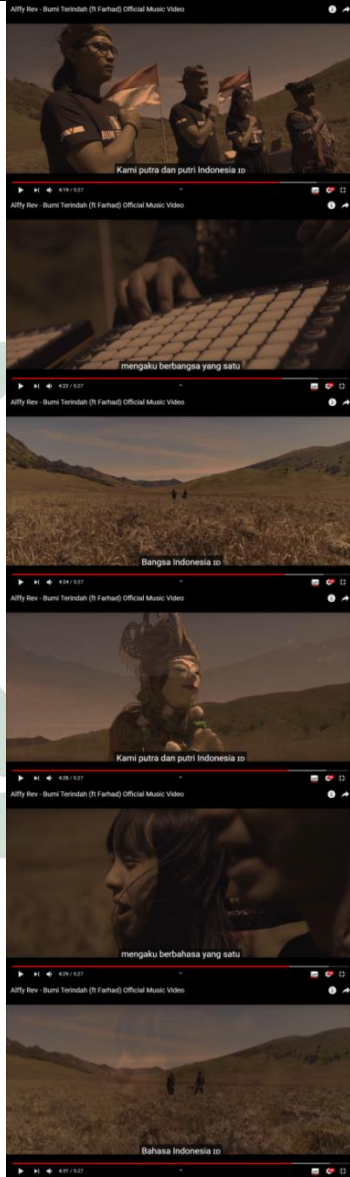 Alffy Rev - Bumi Terindah (ft Farhad) Official Music Video
BUMI
Kami putra dan putri Indonesia ID
4:19 / 5:27
Alffy Rev - Bumi Terindah (ft Farhad) Official Music Video
mengaku berbangsa yang satu
4:22 / 5:27
Alffy Rev - Bumi Terindah (ft Farhad) Official Music Video
Bangsa Indonesia ID
4:24 / 5:27
Alffy Rev - Bumi Terindah (ft Farhad) Official Music Video
Kami putra dan putri Indonesia ID
4:28 / 5:27
Alffy Rev - Bumi Terindah (ft Farhad) Official Music Video
mengaku berbahasa yang satu
4:29 / 5:27
Alffy Rev - Bumi Terindah (ft Farhad) Official Music Video
Bahasa Indonesia ID
4:31 / 5:27